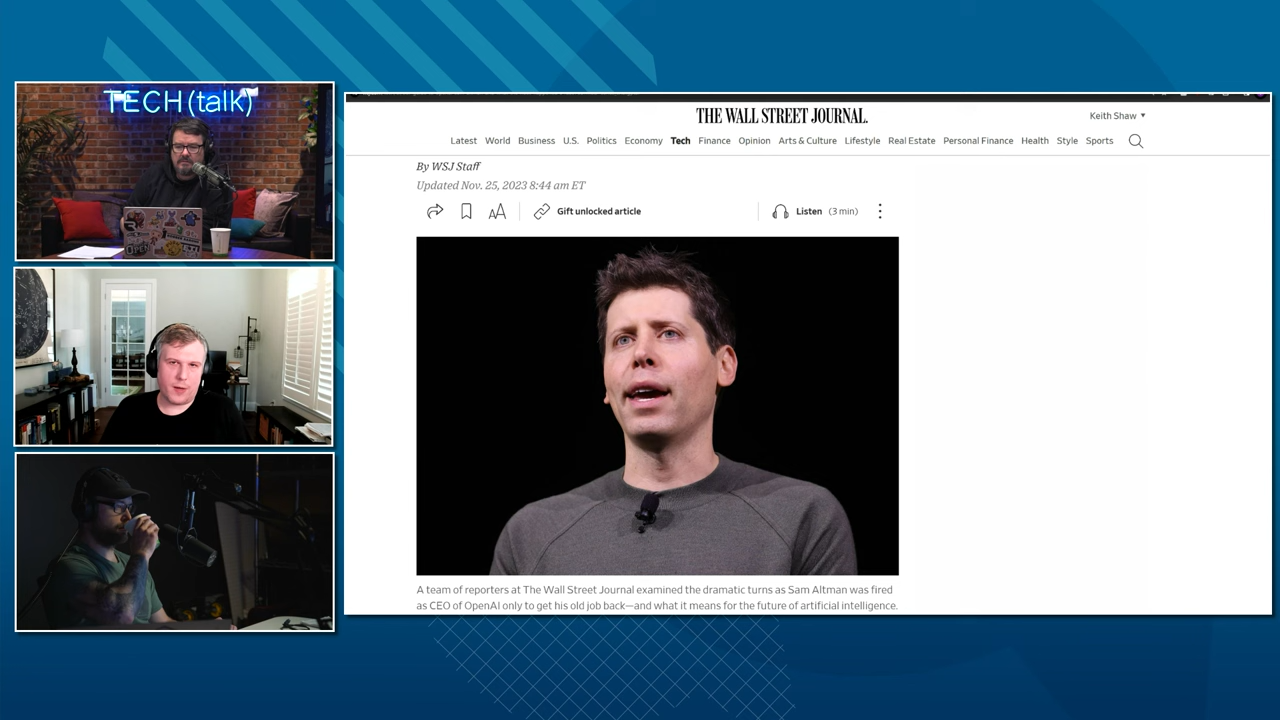 TECH(talk)
OPEN
THE WALL STREET JOURNAL.
Keith Shaw
Latest World Business U.S. Politics Economy Tech Finance Opinion Arts & Culture Lifestyle Real Estate Personal Finance Health Style Sports
By WSJ Staff
Updated Nov. 25, 2023 8:44 am ET
Gift unlocked article
Listen (3 min)
A team of reporters at The Wall Street Journal examined the dramatic turns as Sam Altman was fired
as CEO of OpenAI only to get his old job back—and what it means for the future of artificial intelligence.